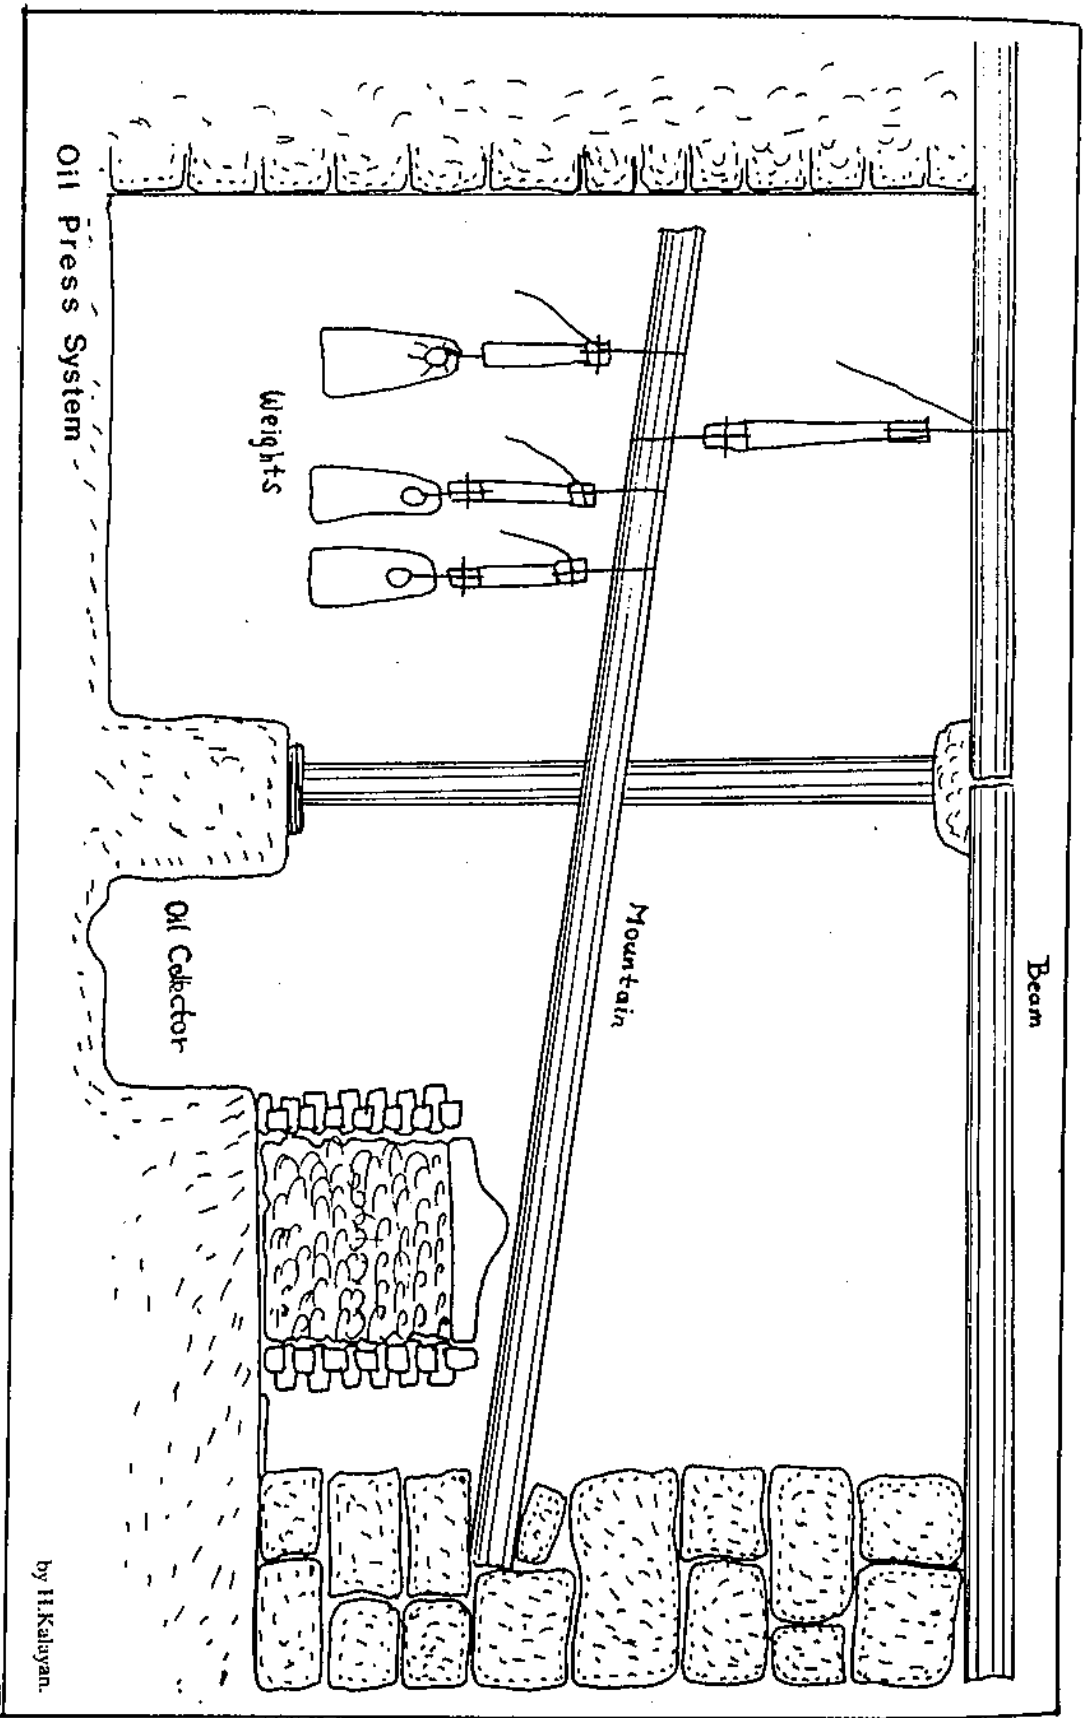 Beam
Mountain
Weights
Oil Collector
Oil Press System
by H.Kalayan.